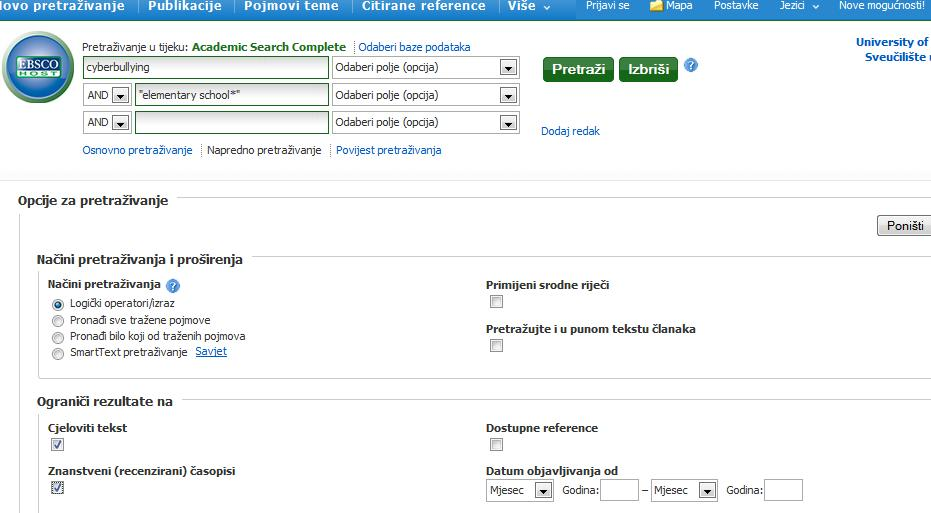 ovo pretraživanje Publikacije Pojmovi teme Citirane reference Više Prijavi se Mapa Postavke Jezici Nove mogućnosti!
University of
Sveučilište u
EBSCO
HOST
Pretraživanje u tijeku: Academic Search Complete Odaberi baze podataka
cyberbullying Odaberi polje (opcija) Pretraži Izbriši ?
AND "elementary school*" Odaberi polje (opcija)
AND Odaberi polje (opcija) Dodaj redak
Osnovno pretraživanje Napredno pretraživanje Povijest pretraživanja
Opcije za pretraživanje
Poništi
Načini pretraživanja i proširenja
Načini pretraživanja ? Primijeni srodne riječi
Logički operatori/izraz
Pronađi sve tražene pojmove
Pretražujte i u punom tekstu članaka
Pronađi bilo koji od traženih pojmova
SmartText pretraživanje Savjet
Ograniči rezultate na
Cjeloviti tekst Dostupne reference
Znanstveni (recenzirani) časopisi Datum objavljivanja od
Mjesec Godina: – Mjesec Godina: